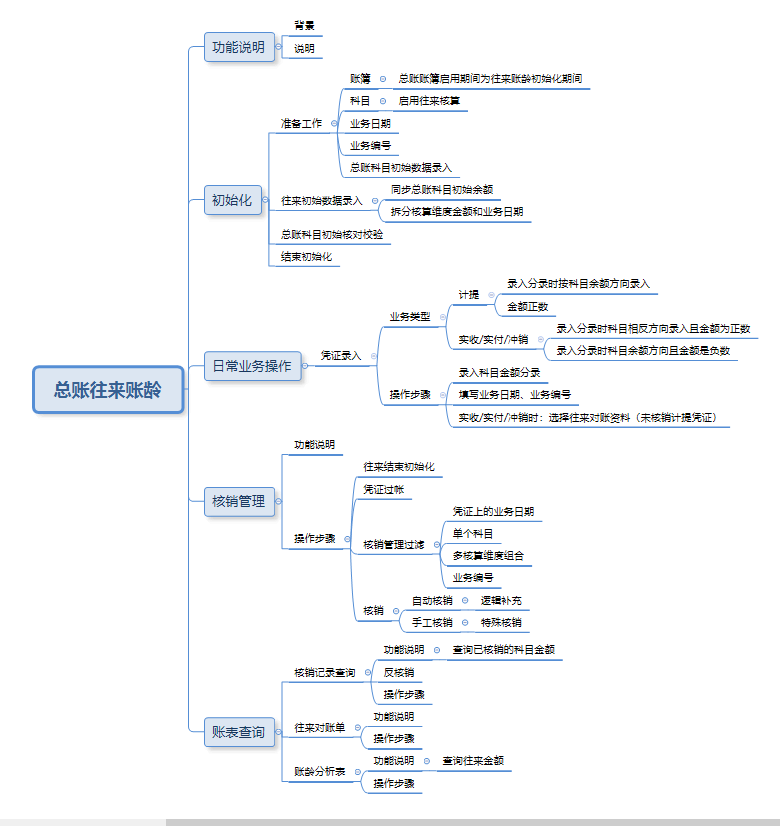 总账往来账龄
功能说明
背景
说明
初始化
准备工作
账簿
总账账簿启用期间为往来账龄初始化期间
科目
启用往来核算
业务日期
业务编号
总账科目初始数据录入
往来初始数据录入
同步总账科目初始余额
拆分核算维度金额和业务日期
总账科目初始核对校验
结束初始化
日常业务操作
凭证录入
业务类型
计提
录入分录时按科目余额方向录入
金额正数
实收/实付/冲销
录入分录时科目相反方向录入且金额为正数
录入分录时科目余额方向且金额是负数
操作步骤
录入科目金额分录
填写业务日期、业务编号
实收/实付/冲销时：选择往来对账资料（未核销计提凭证）
核销管理
功能说明
操作步骤
往来结束初始化
凭证过帐
核销管理过滤
凭证上的业务日期
单个科目
多核算维度组合
业务编号
核销
自动核销
逻辑补充
手工核销
特殊核销
账表查询
核销记录查询
功能说明
查询已核销的科目金额
反核销
操作步骤
往来对账单
功能说明
操作步骤
账龄分析表
功能说明
查询往来金额
操作步骤